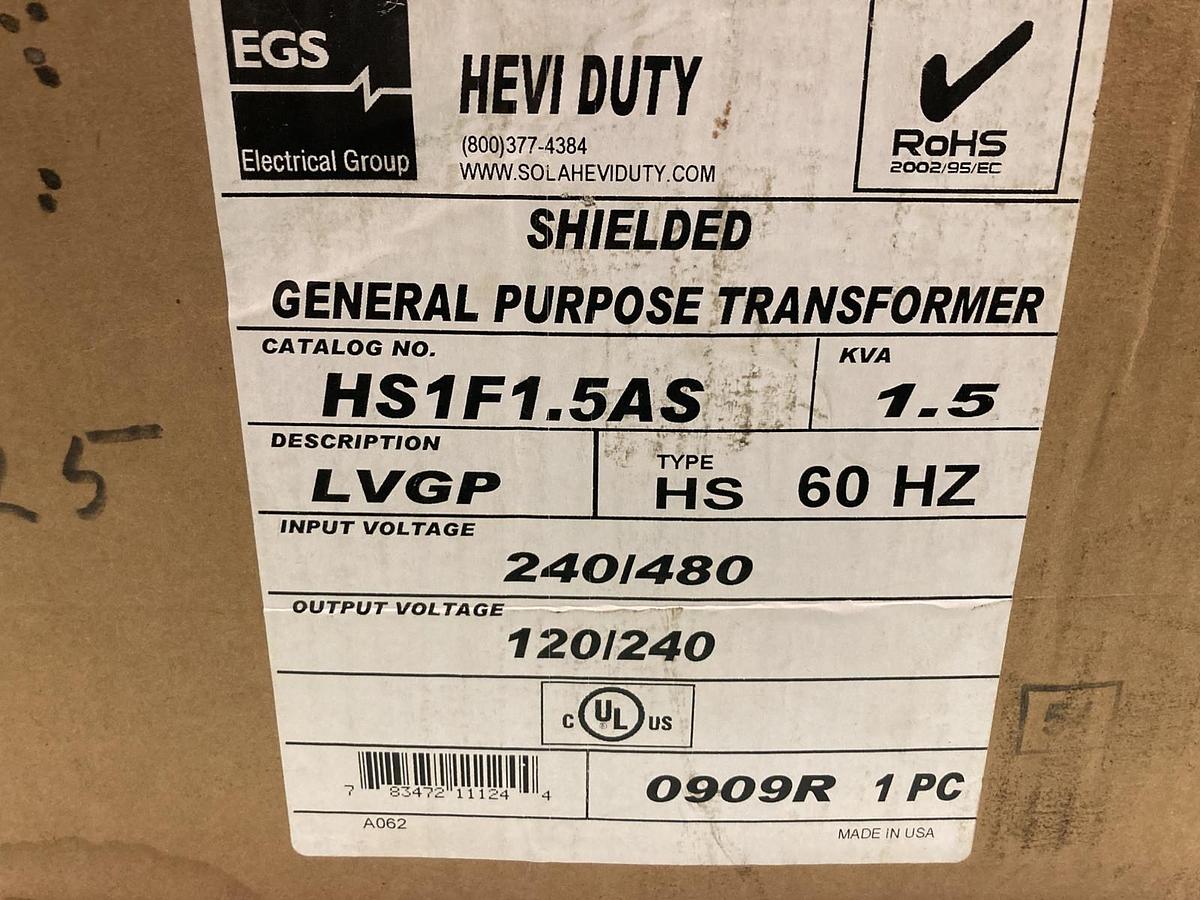 EGS
Electrical Group
HEVI DUTY
(800)377-4384
WWW.SOLAHEVIDUTY.COM
RoHS
2002/95/EC
SHIELDED
GENERAL PURPOSE TRANSFORMER
CATALOG NO.
HS1F1.5AS
KVA
1.5
DESCRIPTION
LVGP
TYPE
HS 60 HZ
INPUT VOLTAGE
240/480
OUTPUT VOLTAGE
120/240
C UL US
®
7 83472 11124 4
0909R 1 PC
A062
MADE IN USA
25
5